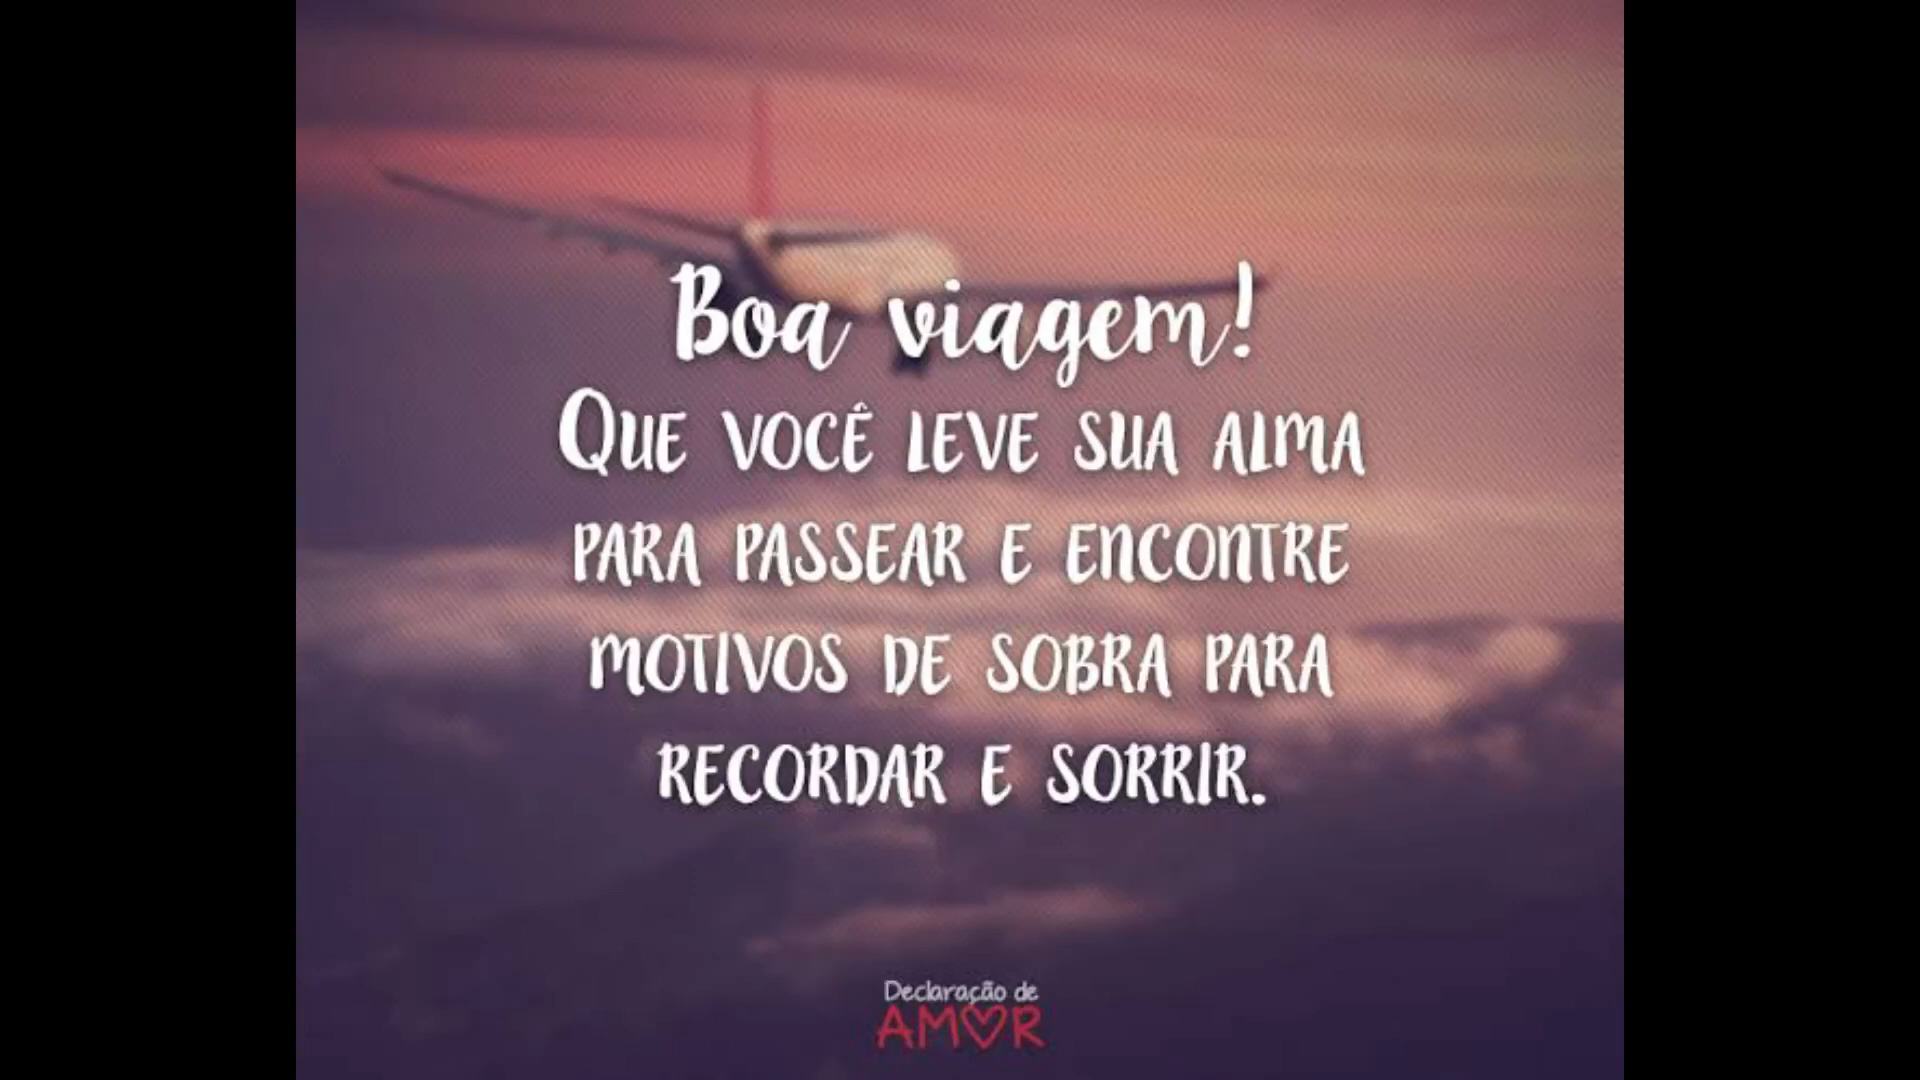 Boa viagem!
QUE VOCÊ LEVE SUA ALMA
PARA PASSEAR E ENCONTRE
MOTIVOS DE SOBRA PARA
RECORDAR E SORRIR.
Declaração de
AMOR